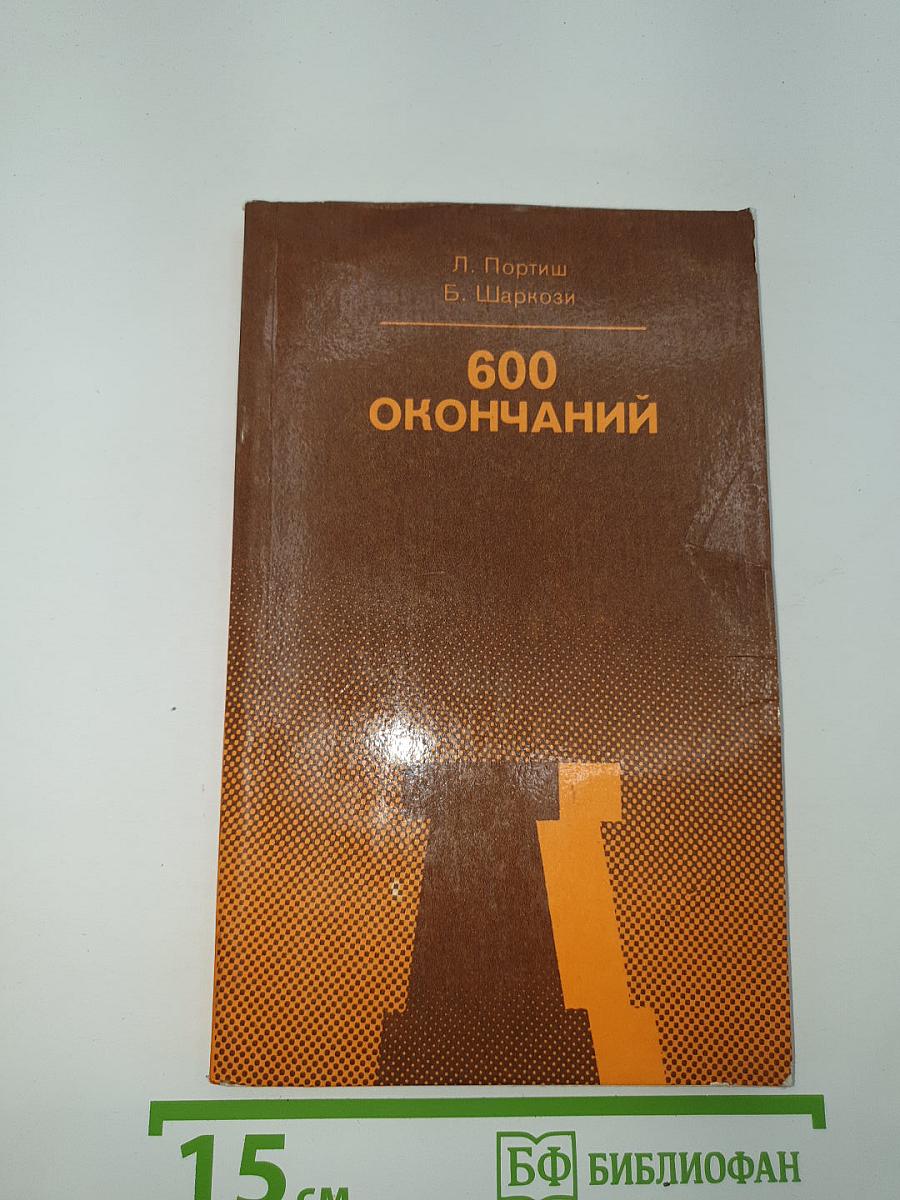 Л. Портиш
Б. Шаркози
600
ОКОНЧАНИЙ
15 см
БФ БИБЛИОФАН